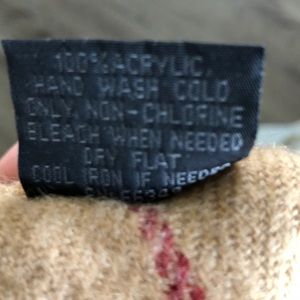 100% ACRYLIC.
HAND WASH COLD
ONLY, NON-CHLORINE
BLEACH WHEN NEEDED
DRY FLAT
COOL IRON IF NEEDED